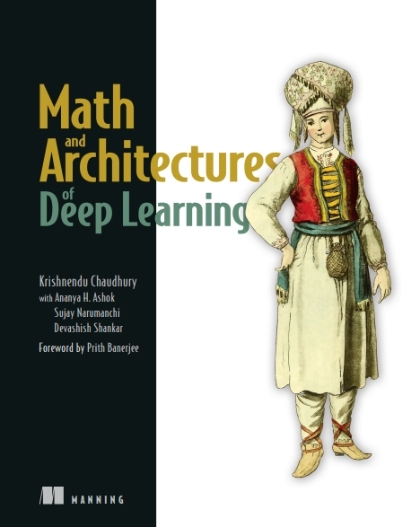 Math
and
Architectures
of
Deep Learning
Krishnendu Chaudhury
with Ananya H. Ashok
Sujay Narumanchi
Devashish Shankar
Foreword by Prith Banerjee
MANNING